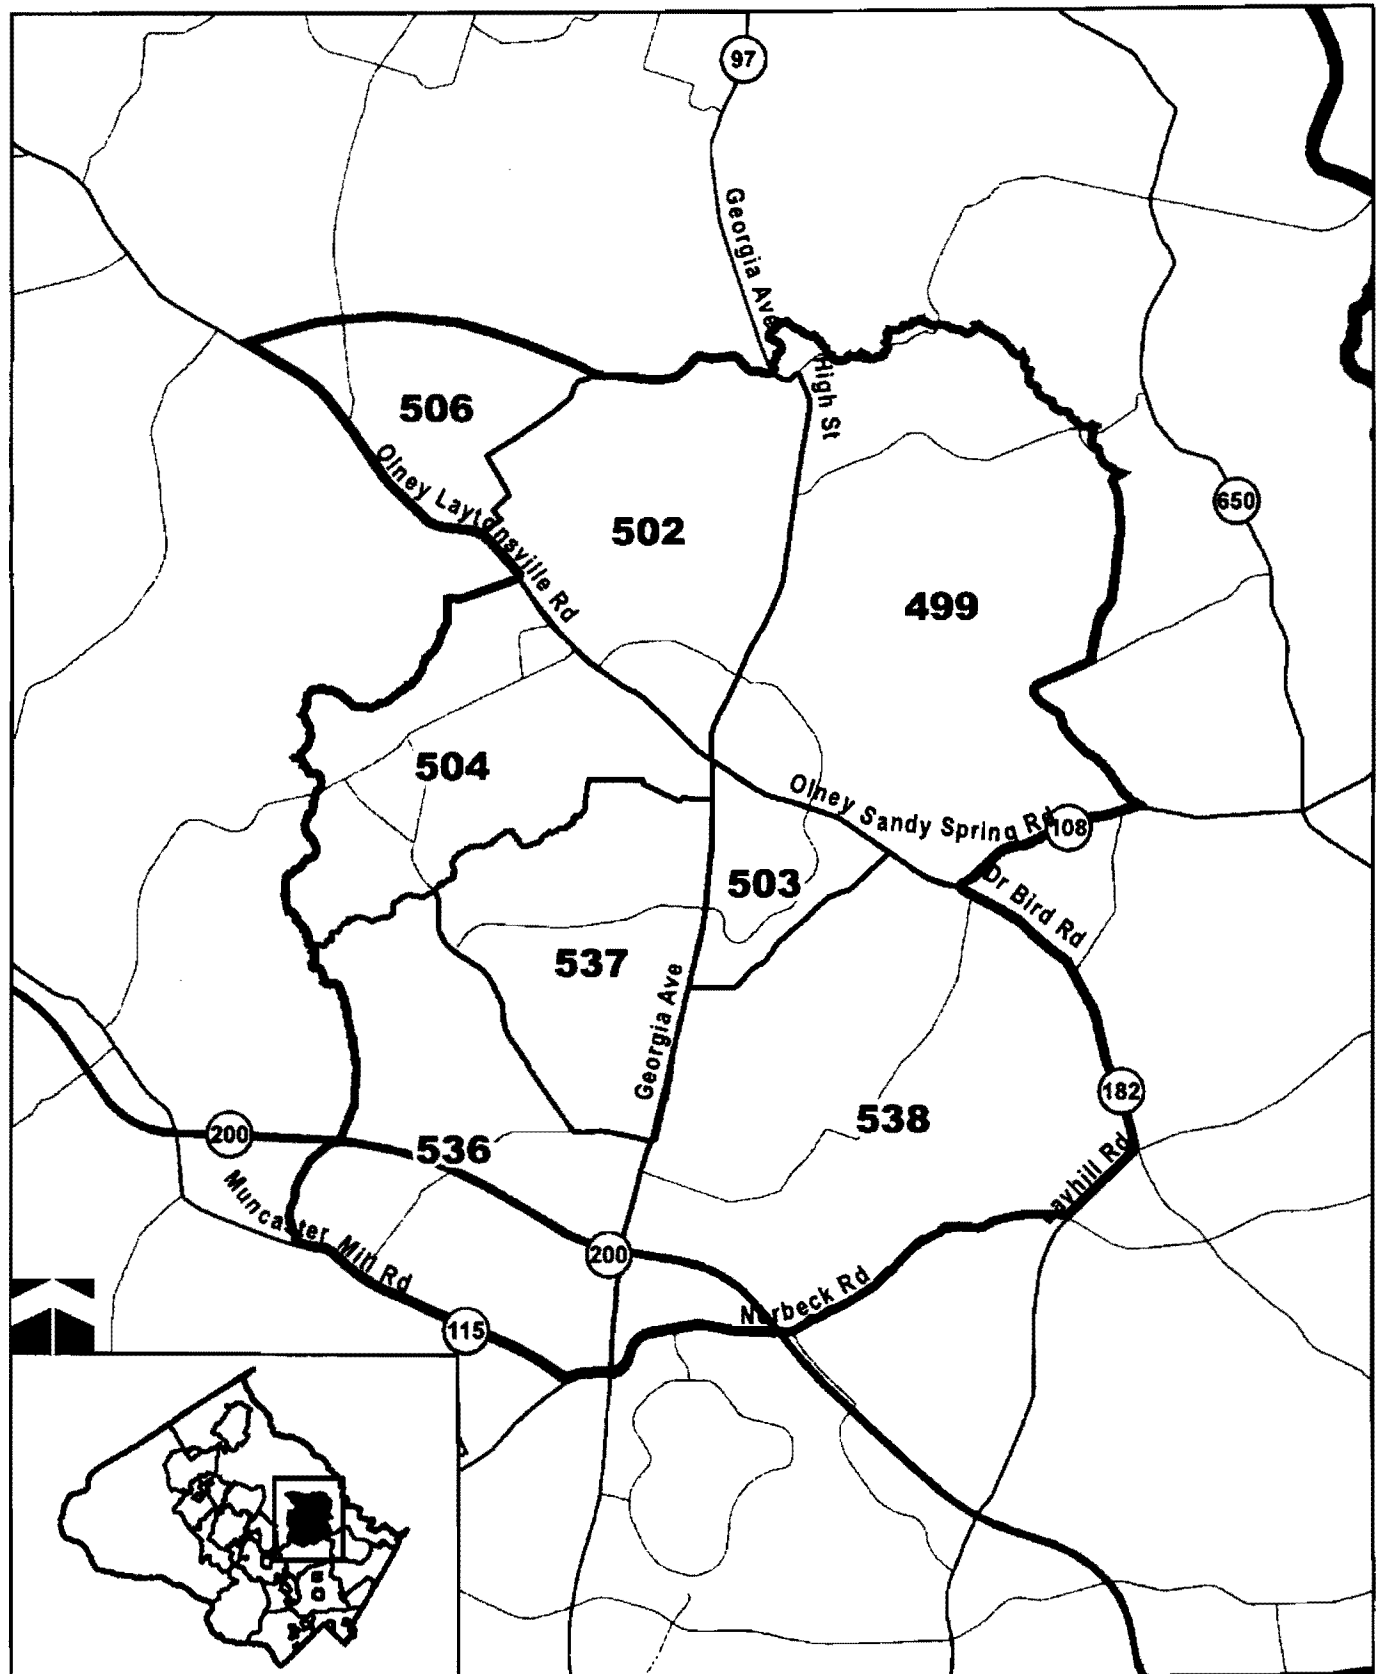 97
Georgia Ave
High St
506
Olney Laytonsville Rd
502
650
499
504
Olney Sandy Spring Rd
108
503
Dr Bird Rd
537
Georgia Ave
182
538
200
536
Layhill Rd
Muncaster Mill Rd
200
Norbeck Rd
115